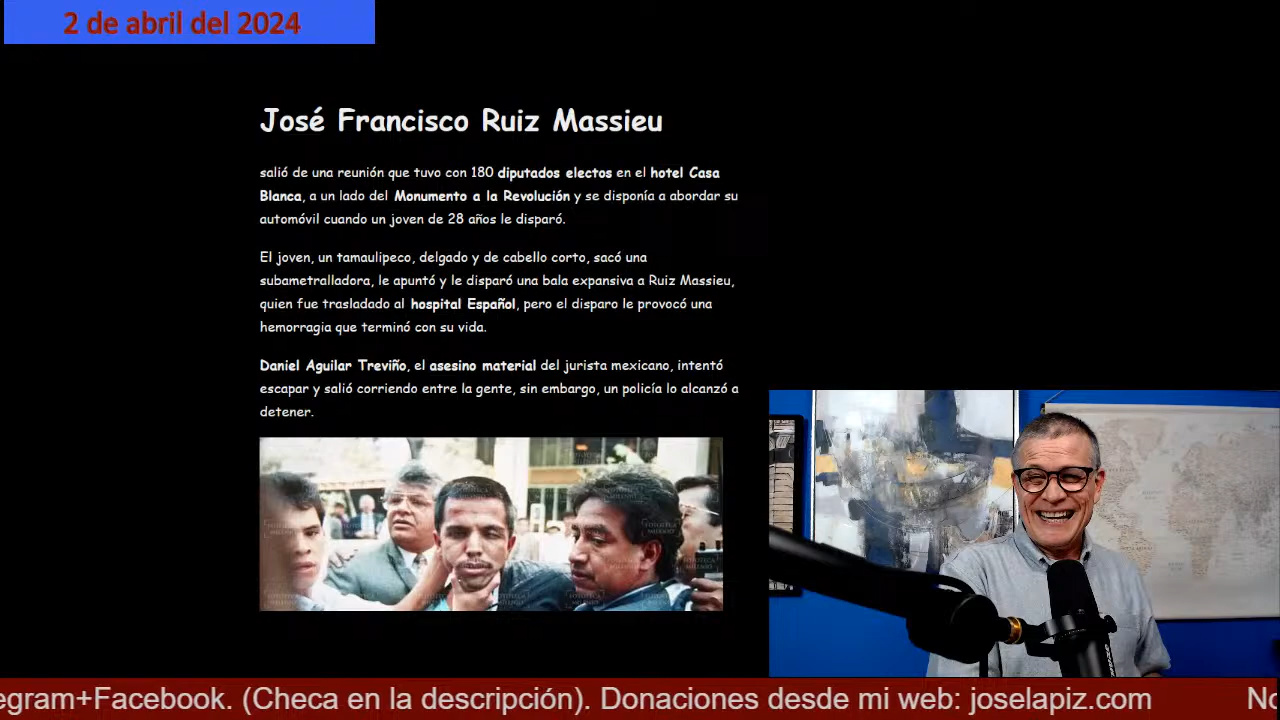 2 de abril del 2024
José Francisco Ruiz Massieu
salió de una reunión que tuvo con 180 diputados electos en el hotel Casa
Blanca, a un lado del Monumento a la Revolución y se disponía a abordar su
automóvil cuando un joven de 28 años le disparó.
El joven, un tamaulipeco, delgado y de cabello corto, sacó una
subametralladora, le apuntó y le disparó una bala expansiva a Ruiz Massieu,
quien fue trasladado al hospital Español, pero el disparo le provocó una
hemorragia que terminó con su vida.
Daniel Aguilar Treviño, el asesino material del jurista mexicano, intentó
escapar y salió corriendo entre la gente, sin embargo, un policía lo alcanzó a
detener.
FOTOTECA MILENIO
egram+Facebook. (Checa en la descripción). Donaciones desde mi web: joselapiz.com No